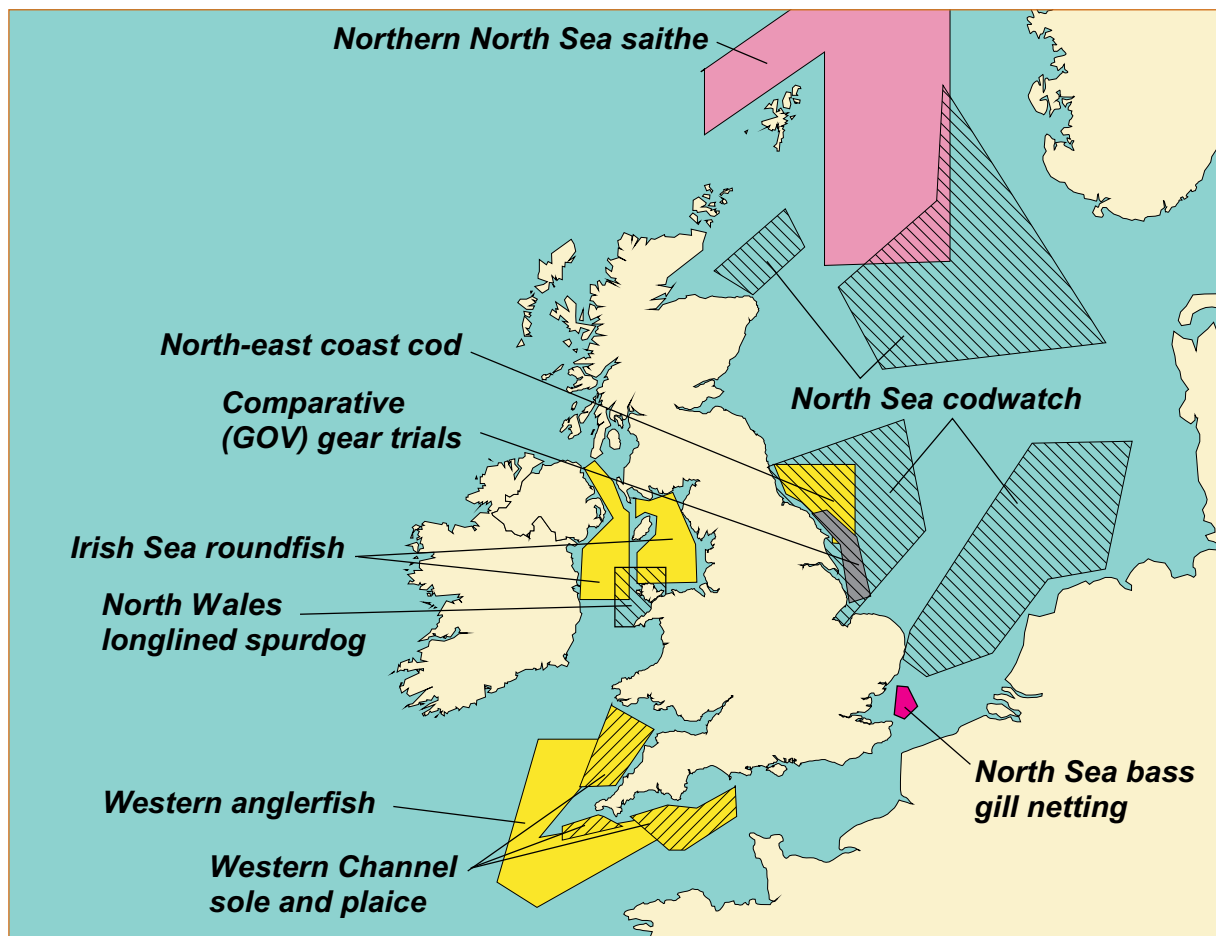 Northern North Sea saithe
North-east coast cod
Comparative
(GOV) gear trials
North Sea codwatch
Irish Sea roundfish
North Wales
longlined spurdog
Western anglerfish
North Sea bass
gill netting
Western Channel
sole and plaice